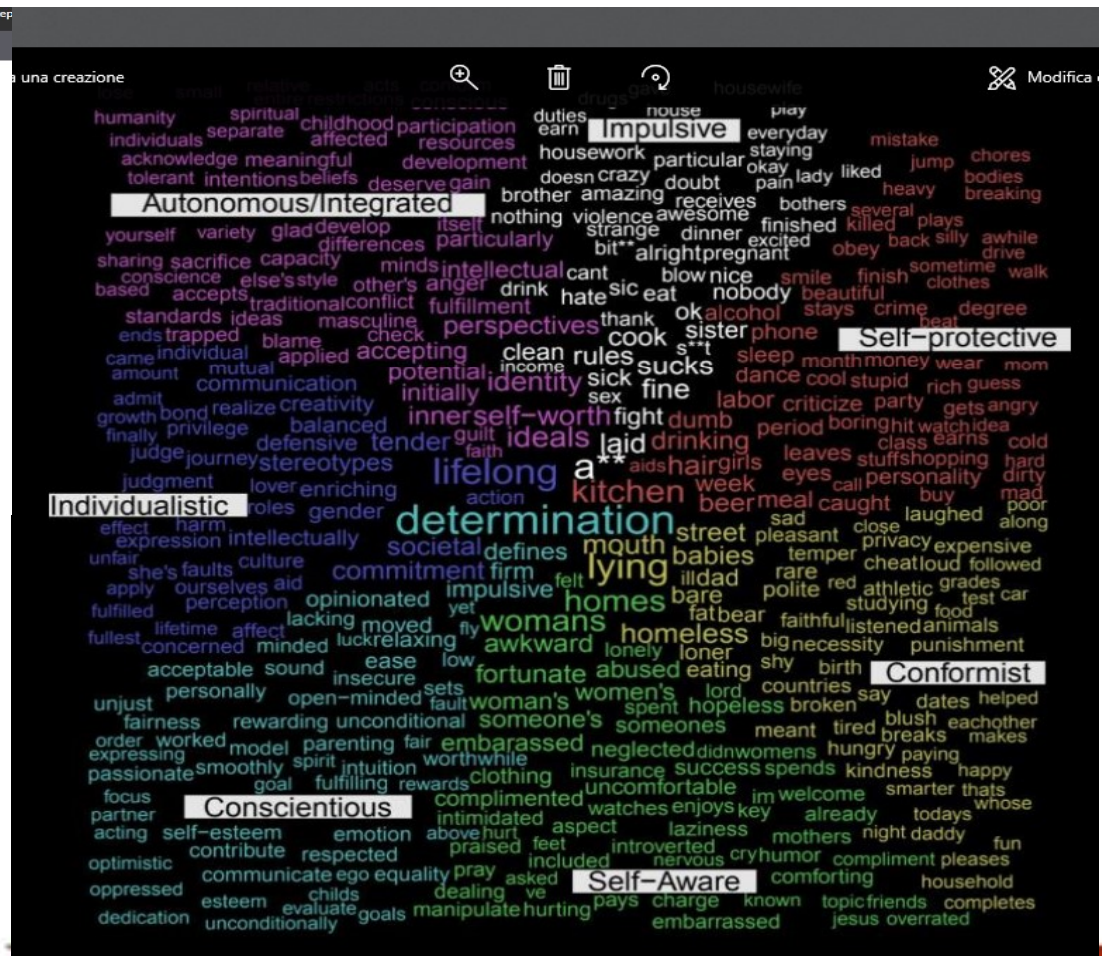 ep
a una creazione
Modifica
lose small relative acts drugs gave housewife
humanity spiritual duties house play
individuals separate childhood participation earn Impulsive everyday mistake
affected resources housework particular staying jump chores
acknowledge meaningful development doesn crazy doubt okay lady liked bodies
tolerant intentions beliefs deserve gain brother amazing receives pain heavy breaking
Autonomous/Integrated nothing violence awesome bothers several
yourself variety glad develop itself strange dinner finished killed plays
differences particularly bit** alright pregnant excited obey back silly awhile
sharing sacrifice capacity minds intellectual cant blow nice smile finish sometime drive walk
conscience else's style other's anger drink hate sic eat nobody beautiful clothes
based accepts traditional conflict fulfillment thank ok alcohol stays crime degree
standards ideas masculine perspectives cook sister phone beat
ends trapped blame check clean rules s**t Self-protective
came individual applied accepting income sucks sleep month money wear mom
amount mutual potential identity sick fine dance cool stupid rich guess
communication initially sex labor criticize party gets angry
admit creativity inner self-worth fight dumb period boring hit watch idea
growth bond realize balanced guilt ideals laid drinking class earns cold
finally privilege defensive tender faith a** aids hair girls leaves stuff shopping hard
judge journey stereotypes lifelong kitchen week eyes call personality dirty
judgment lover enriching action beer meal caught buy mad
Individualistic roles gender determination sad laughed poor
effect harm street pleasant close along
expression intellectually societal defines mouth babies temper privacy expensive
unfair culture commitment firm lying ill dad rare cheat loud followed
she's faults aid impulsive felt bare polite red athletic grades
apply ourselves perception opinionated yet homes fat bear studying test car
fulfilled lacking moved fly womans homeless faithful listened food animals
fullest lifetime affect minded luck relaxing awkward lonely loner big necessity punishment
concerned ease low fortunate abused eating shy birth Conformist
acceptable sound insecure sets woman's women's lord countries say dates helped
unjust personally open-minded fault spent hopeless broken blush eachother
fairness rewarding unconditional someone's someones meant tired breaks makes
order worked model parenting fair embarassed neglected didn womens hungry paying
expressing spirit intuition worthwhile clothing insurance success spends kindness happy
passionate smoothly goal fulfilling rewards uncomfortable smarter thats
focus Conscientious complimented watches enjoys key im welcome already todays whose
partner intimidated
acting self-esteem emotion above hurt aspect laziness mothers night daddy
contribute respected praised feet introverted fun
optimistic communicate ego equality pray included nervous cry humor compliment pleases
oppressed esteem childs asked Self-Aware comforting household
dedication evaluate goals dealing ve pays charge known topic friends completes
unconditionally manipulate hurting embarrassed jesus overrated